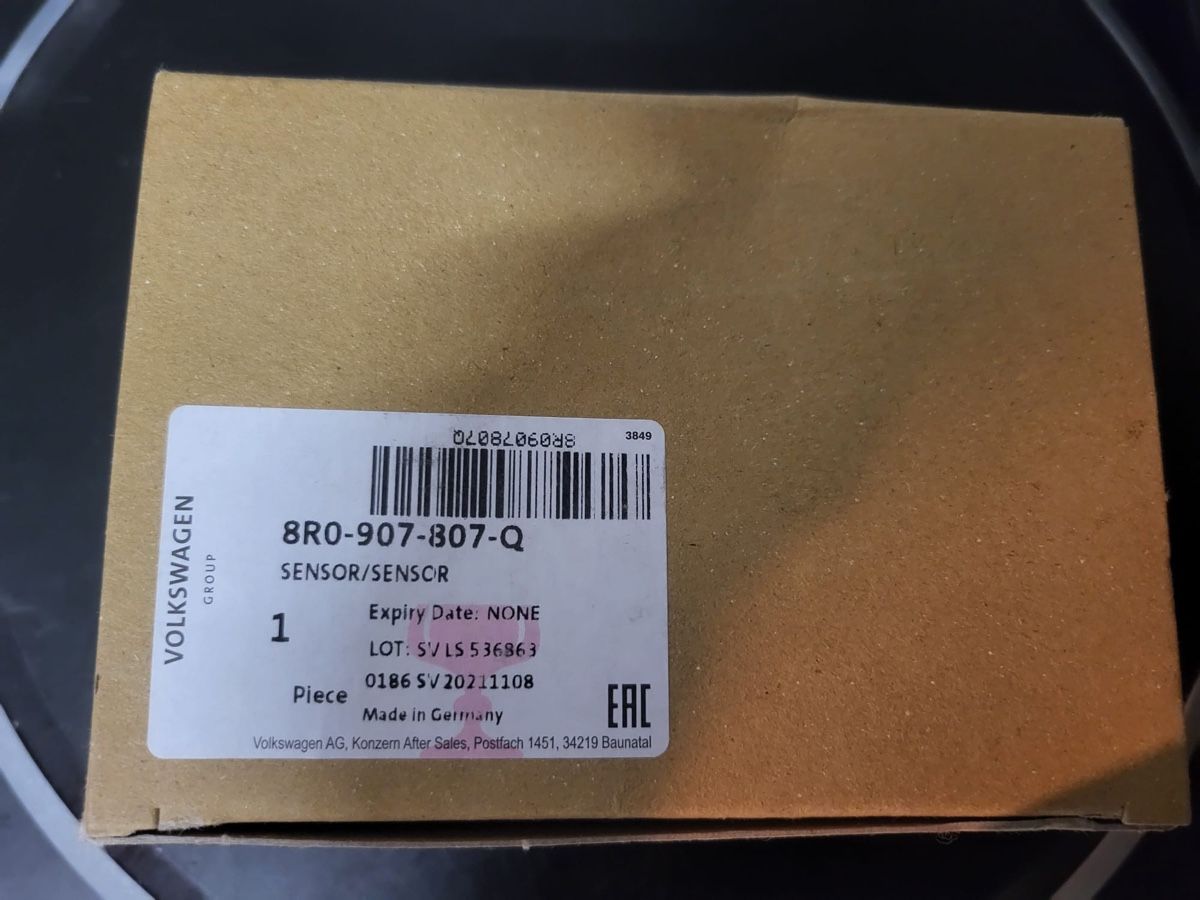 8R0907807Q
3849
8R0-907-807-Q
SENSOR/SENSOR
VOLKSWAGEN
GROUP
1
Piece
Expiry Date: NONE
LOT: SV LS 536863
0186 SV 20211108
Made in Germany
EAC
Volkswagen AG, Konzern After Sales, Postfach 1451, 34219 Baunatal